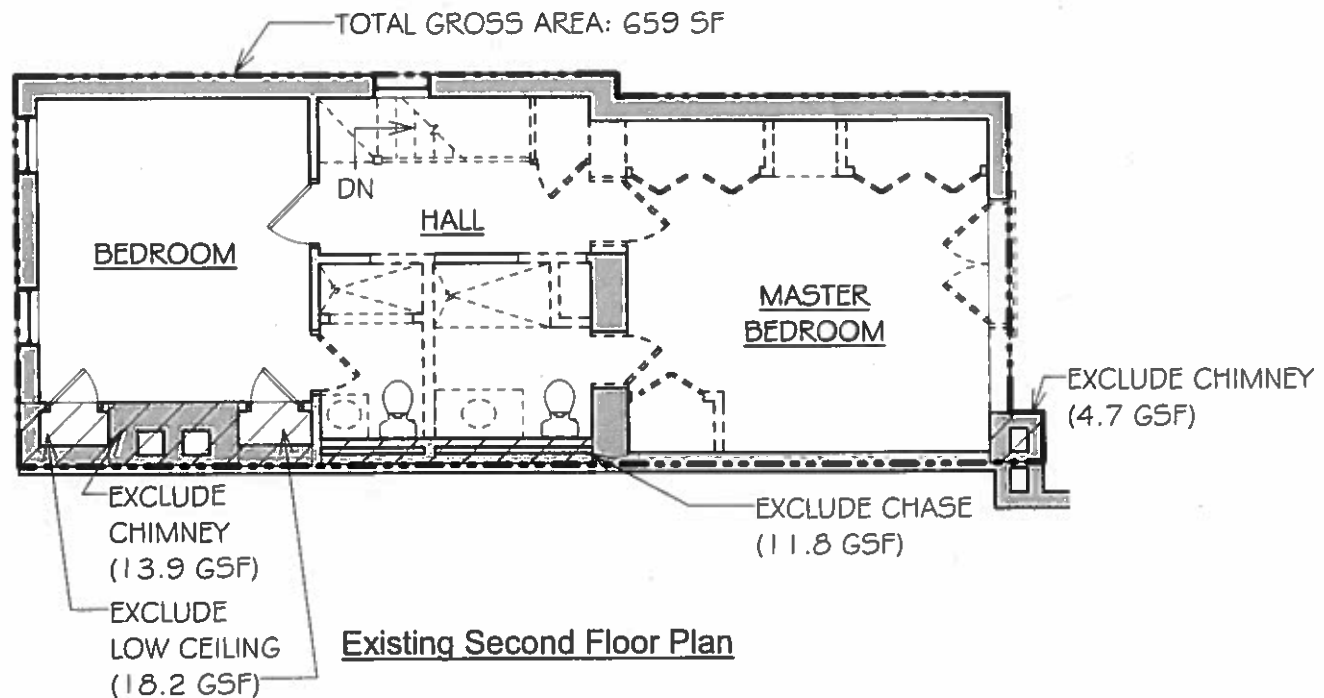 TOTAL GROSS AREA: 659 SF
DN
HALL
BEDROOM
MASTER
BEDROOM
EXCLUDE CHIMNEY
(4.7 GSF)
EXCLUDE
CHIMNEY
(13.9 GSF)
EXCLUDE CHASE
(11.8 GSF)
EXCLUDE
LOW CEILING
(18.2 GSF)
Existing Second Floor Plan